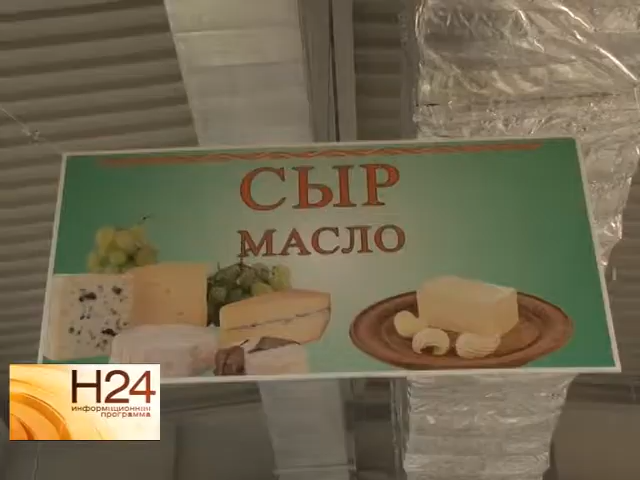 СЫР
МАСЛО
Н24
информационная
программа